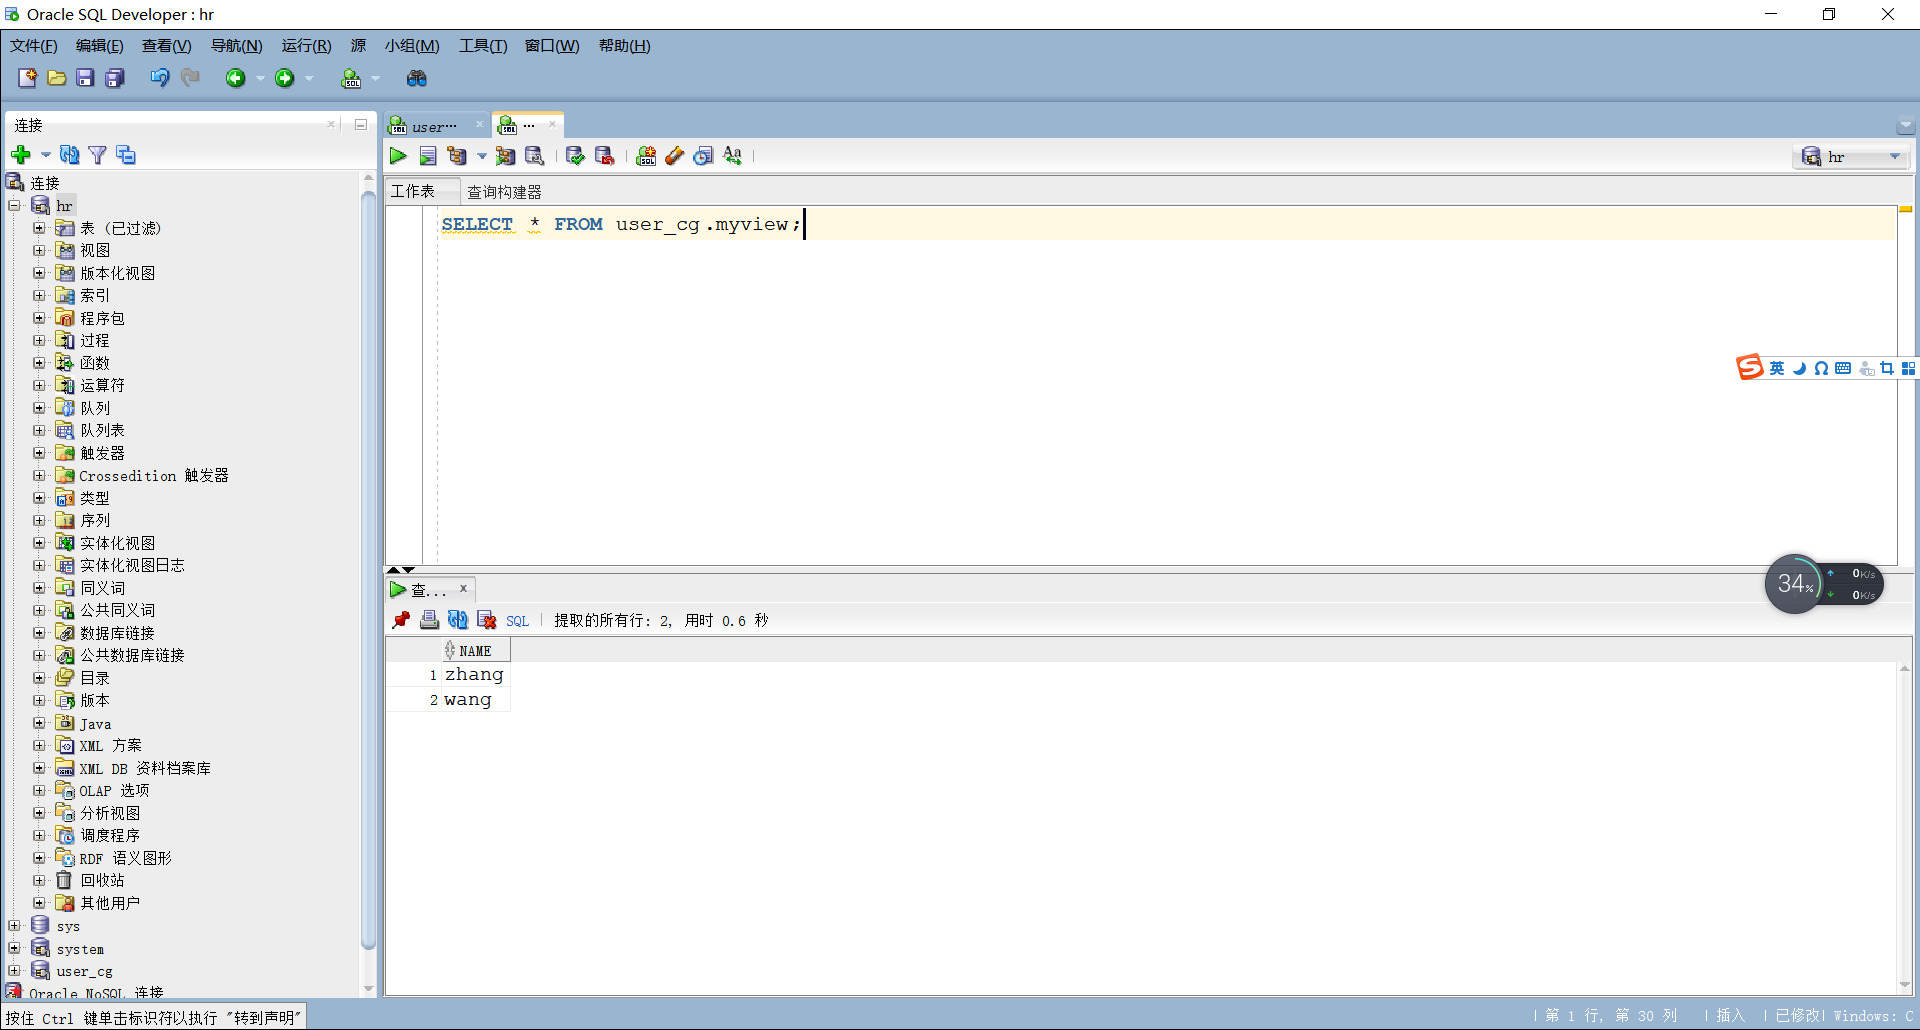 Oracle SQL Developer : hr
文件(F) 编辑(E) 查看(V) 导航(N) 运行(R) 源 小组(M) 工具(T) 窗口(W) 帮助(H)
连接
user···
···
hr
工作表 查询构建器
SELECT * FROM user_cg.myview;
连接
hr
表 (已过滤)
视图
版本化视图
索引
程序包
过程
函数
运算符
队列
队列表
触发器
Crossedition 触发器
类型
序列
实体化视图
实体化视图日志
同义词
公共同义词
数据库链接
公共数据库链接
目录
版本
Java
XML 方案
XML DB 资料档案库
OLAP 选项
分析视图
调度程序
RDF 语义图形
回收站
其他用户
sys
system
user_cg
Oracle NoSQL 连接
英
34%
0K/s
0K/s
查...
SQL 提取的所有行: 2, 用时 0.6 秒
NAME
1 zhang
2 wang
按住 Ctrl 键单击标识符以执行 "转到声明"
第 1 行, 第 30 列 插入 已修改 Windows: C